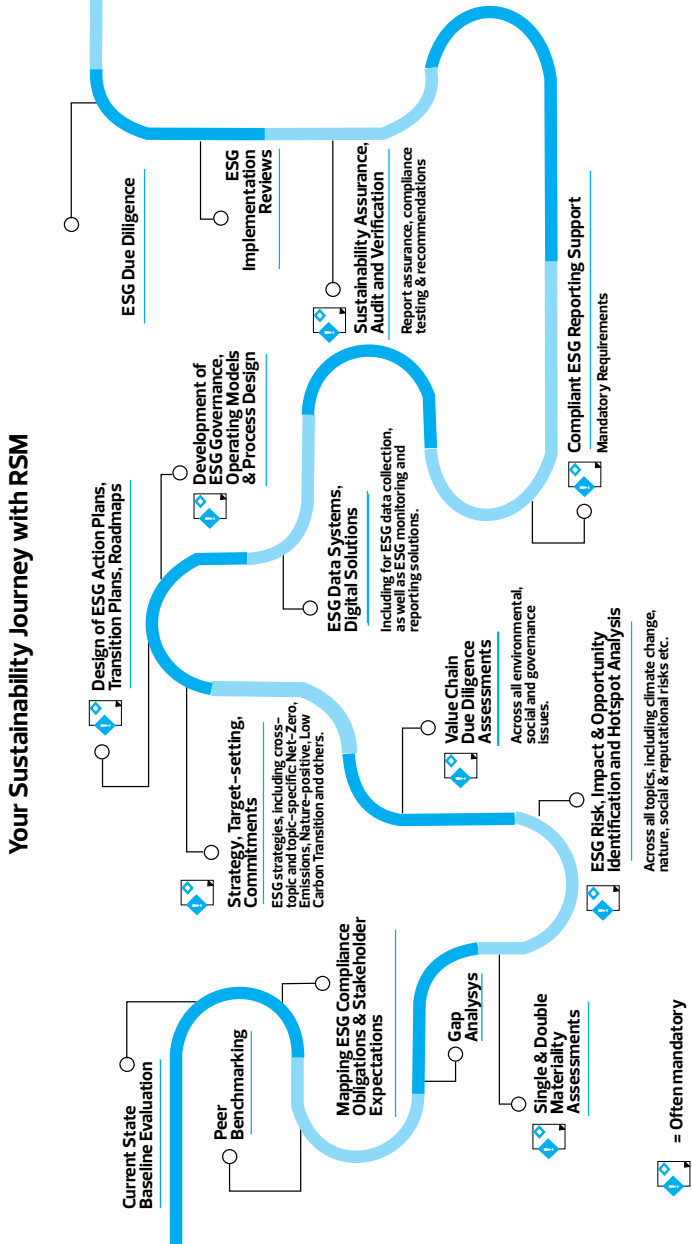 Your Sustainability Journey with RSM
Current State
Baseline Evaluation
Peer
Benchmarking
Mapping ESG Compliance
Obligations & Stakeholder
Expectations
Gap
Analysys
Single & Double
Materiality
Assessments
ESG Risk, Impact & Opportunity
Identification and Hotspot Analysis
Across all topics, including climate change,
nature, social & reputational risks etc.
Value Chain
Due Diligence
Assessments
Across all environmental,
social and governance
issues.
Strategy, Target-setting,
Commitments
ESG strategies, including cross-
topic and topic-specific: Net-Zero,
Emissions, Nature-positive, Low
Carbon Transition and others.
Design of ESG Action Plans,
Transition Plans, Roadmaps
Development of
ESG Governance,
Operating Models
& Process Design
ESG Data Systems,
Digital Solutions
Including for ESG data collection,
as well as ESG monitoring and
reporting solutions.
Compliant ESG Reporting Support
Mandatory Requirements
Sustainability Assurance,
Audit and Verification
Report assurance, compliance
testing & recommendations
ESG
Implementation
Reviews
ESG Due Diligence
= Often mandatory